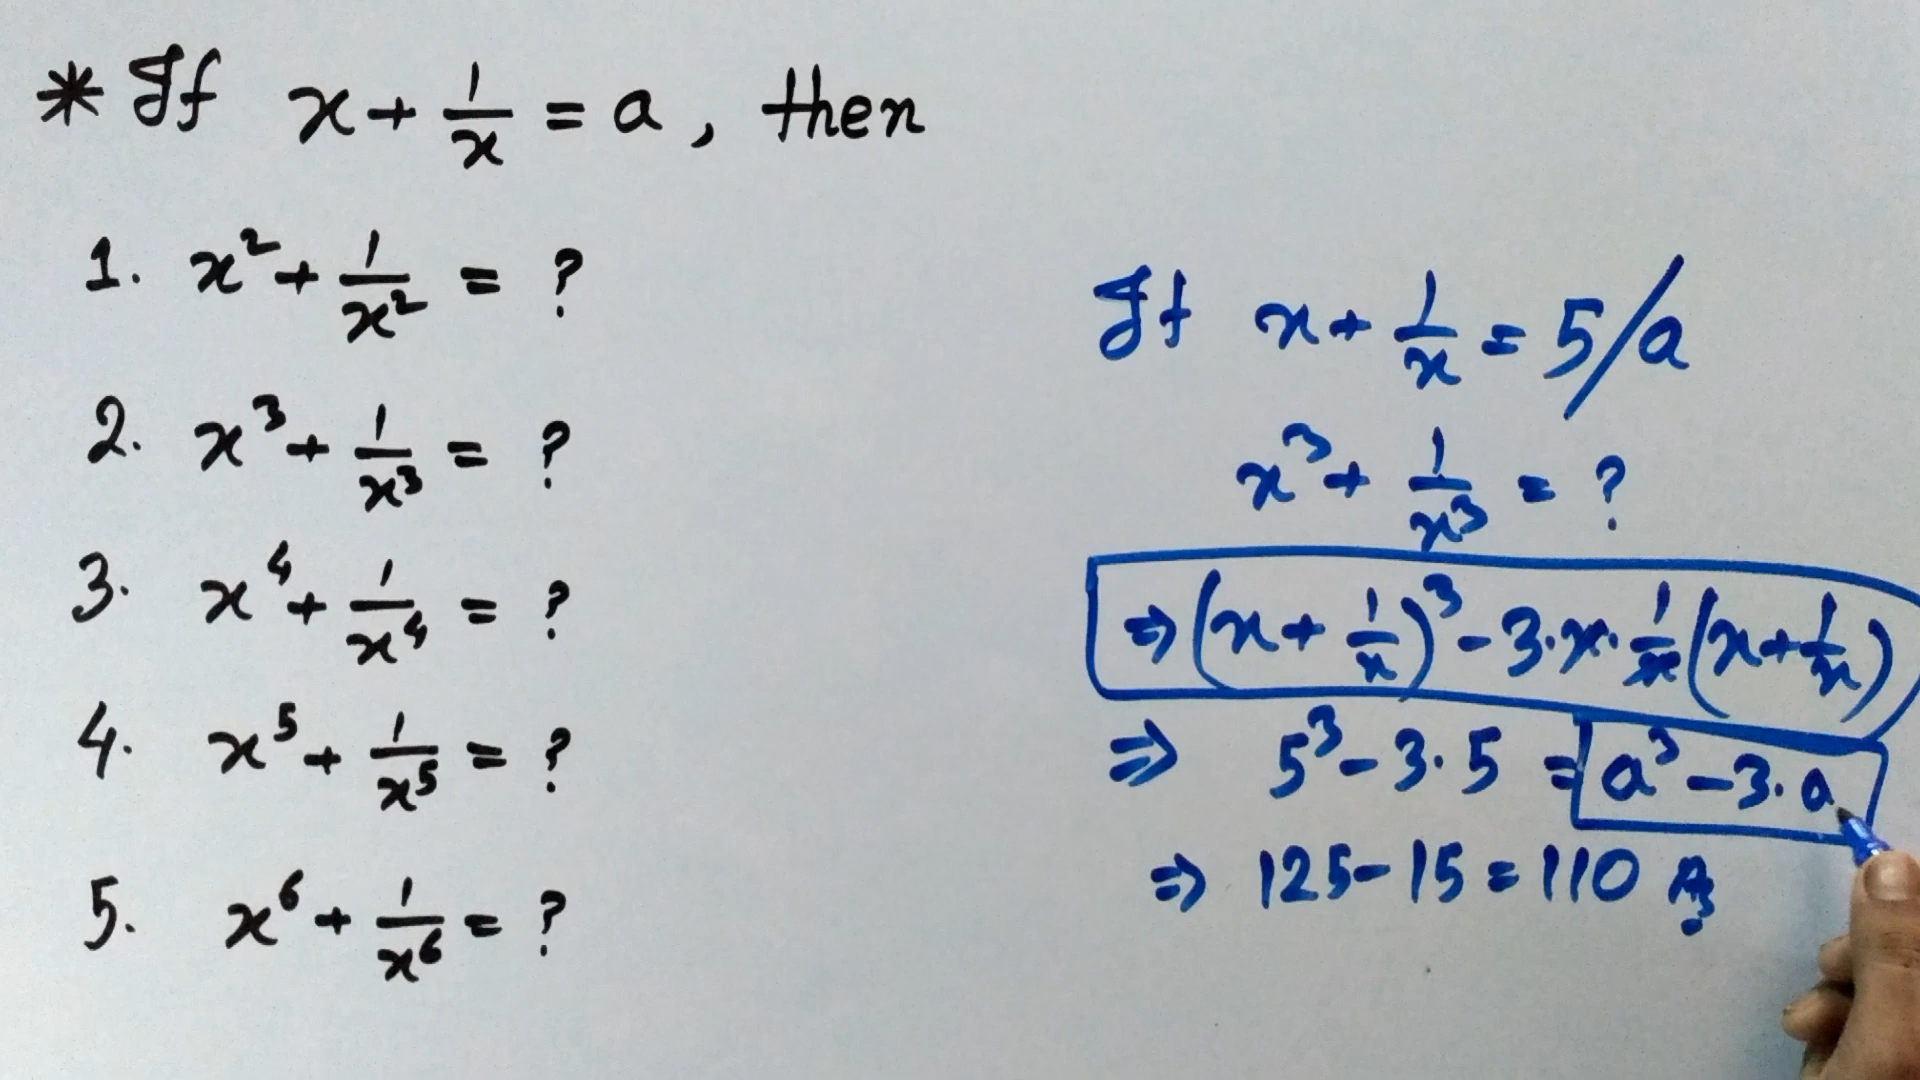 * If x + 1/x = a, then
1. x² + 1/x² = ?
2. x³ + 1/x³ = ?
3. x⁴ + 1/x⁴ = ?
4. x⁵ + 1/x⁵ = ?
5. x⁶ + 1/x⁶ = ?
If x + 1/x = 5/a
x³ + 1/x³ = ?
⇒ (x + 1/x)³ - 3·x·1/x (x + 1/x)
⇒ 5³ - 3·5 = a³ - 3·a
⇒ 125 - 15 = 110